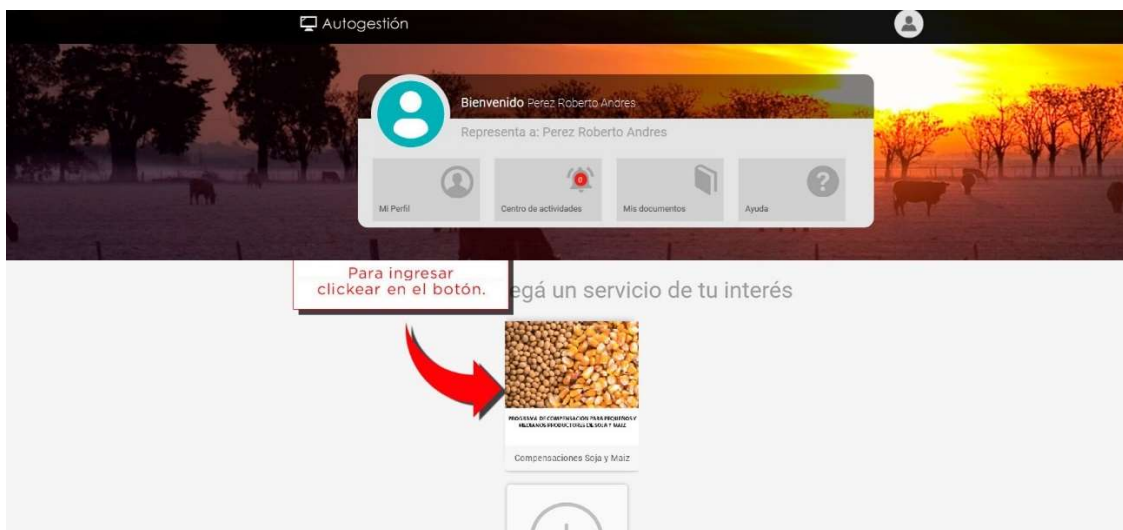 Autogestión
Bienvenido Perez Roberto Andres
Representa a: Perez Roberto Andres
Mi Perfil
0
Centro de actividades
Mis documentos
?
Ayuda
Para ingresar
clickear en el botón.
egá un servicio de tu interés
PROGRAMA DE COMPENSACIÓN PARA PEQUEÑOS Y
MEDIANOS PRODUCTORES DE SOJA Y MAIZ
Compensaciones Soja y Maiz